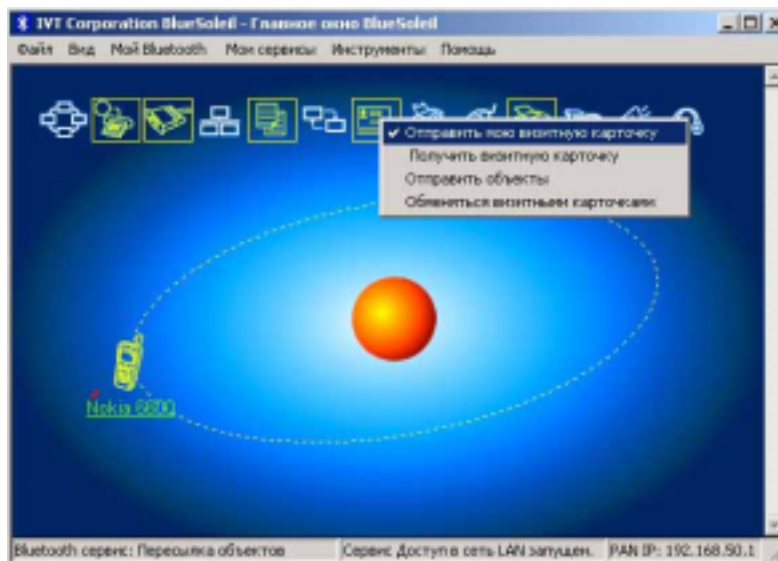 IVT Corporation BlueSoleil - Главное окно BlueSoleil
Файл Вид Мой Bluetooth Мои сервисы Инструменты Помощь
Отправить мою визитную карточку
Получить визитную карточку
Отправить объекты
Обменяться визитными карточками
Nokia 6600
Bluetooth сервис: Пересылка объектов Сервис Доступ в сеть LAN запущен. PAN IP: 192.168.50.1